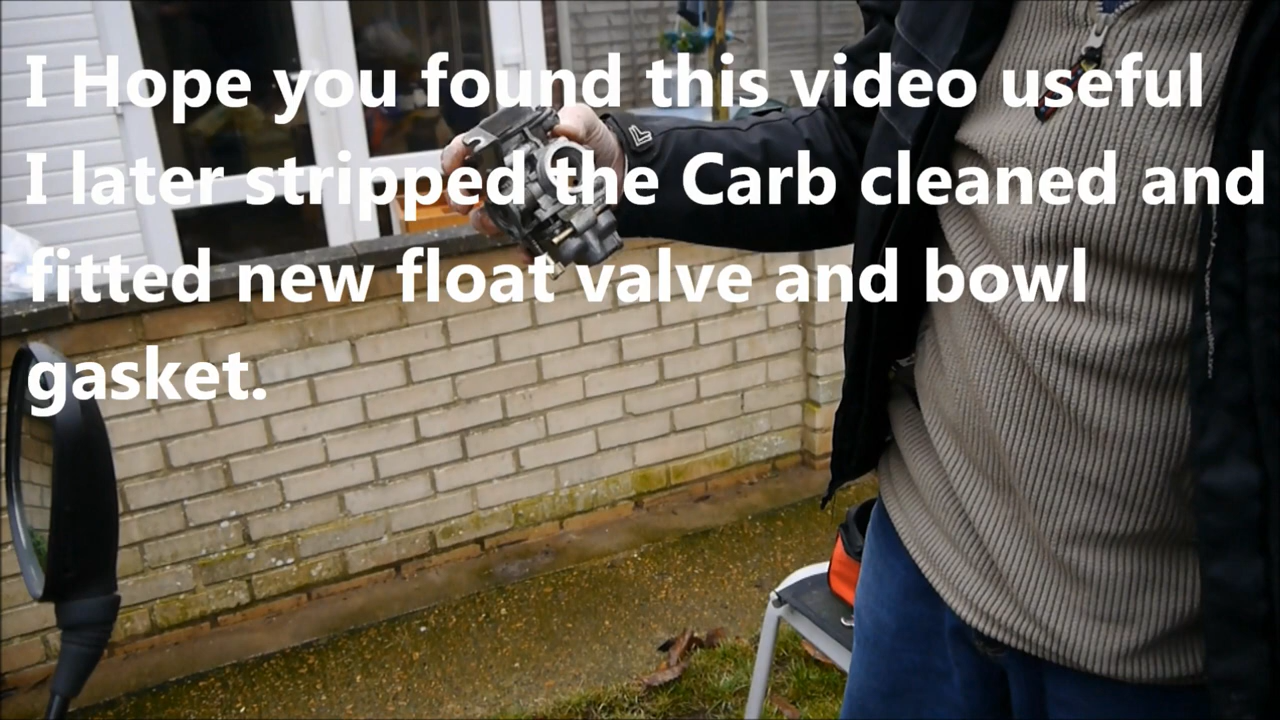 I Hope you found this video useful
I later stripped the Carb cleaned and
fitted new float valve and bowl
gasket.